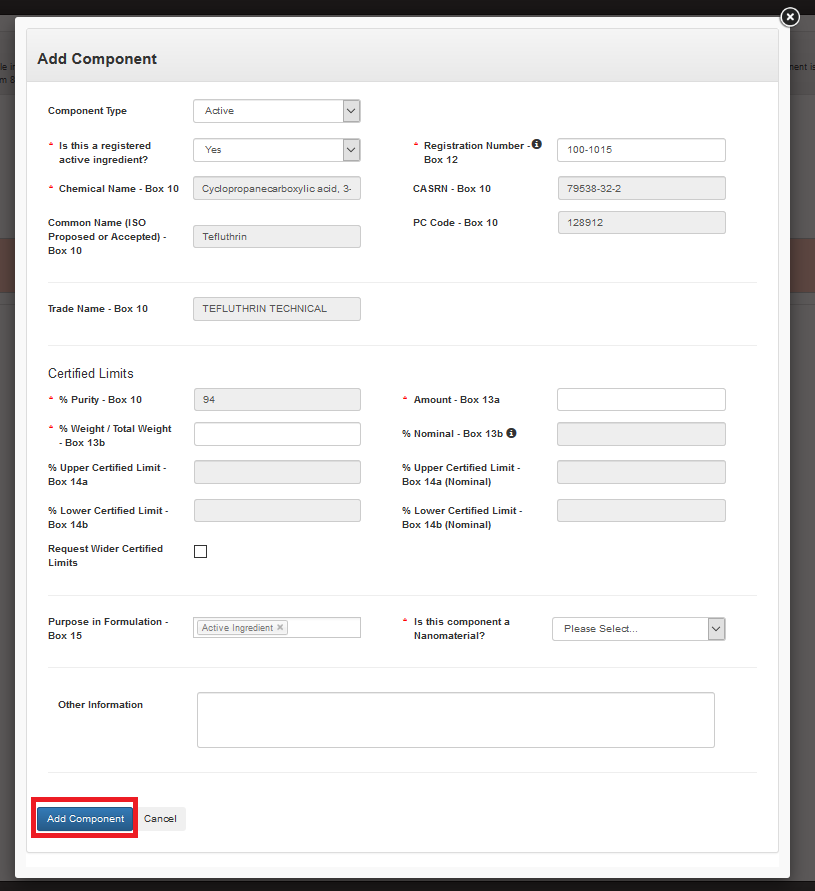 Add Component
Component Type
Active
* Is this a registered
active ingredient?
Yes
* Registration Number -
Box 12
100-1015
* Chemical Name - Box 10
Cyclopropanecarboxylic acid, 3-
CASRN - Box 10
79538-32-2
Common Name (ISO
Proposed or Accepted) -
Box 10
Tefluthrin
PC Code - Box 10
128912
Trade Name - Box 10
TEFLUTHRIN TECHNICAL
Certified Limits
* % Purity - Box 10
94
* Amount - Box 13a
* % Weight / Total Weight
- Box 13b
% Nominal - Box 13b
% Upper Certified Limit -
Box 14a
% Upper Certified Limit -
Box 14a (Nominal)
% Lower Certified Limit -
Box 14b
% Lower Certified Limit -
Box 14b (Nominal)
Request Wider Certified
Limits
Purpose in Formulation -
Box 15
Active Ingredient ×
* Is this component a
Nanomaterial?
Please Select...
Other Information
Add Component
Cancel